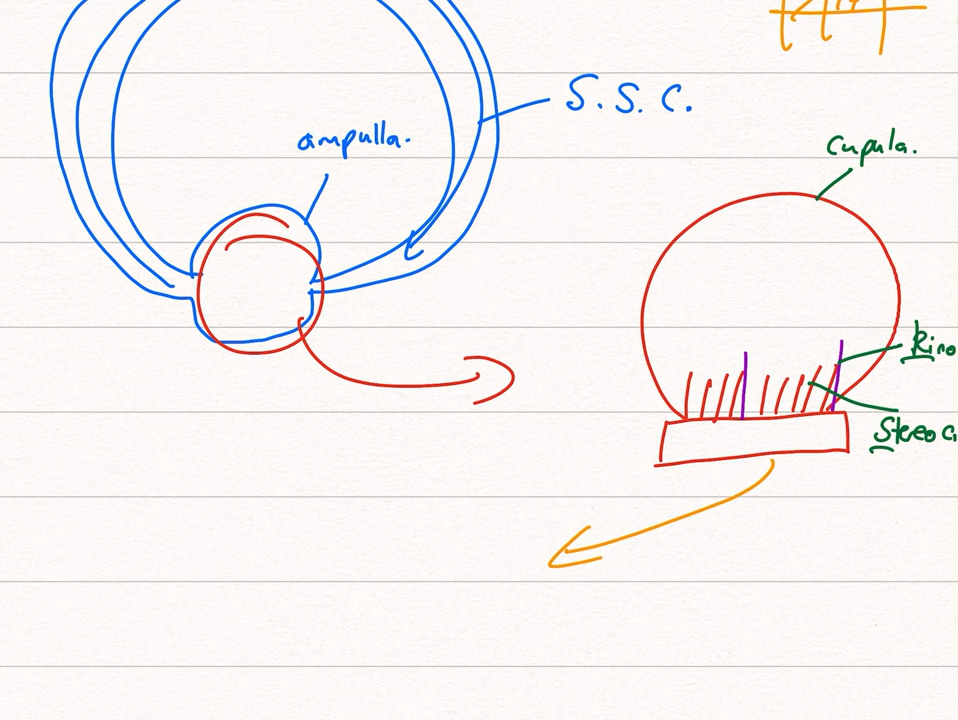 S. S. C.
ampulla.
Cupula.
Kino
Stereoc